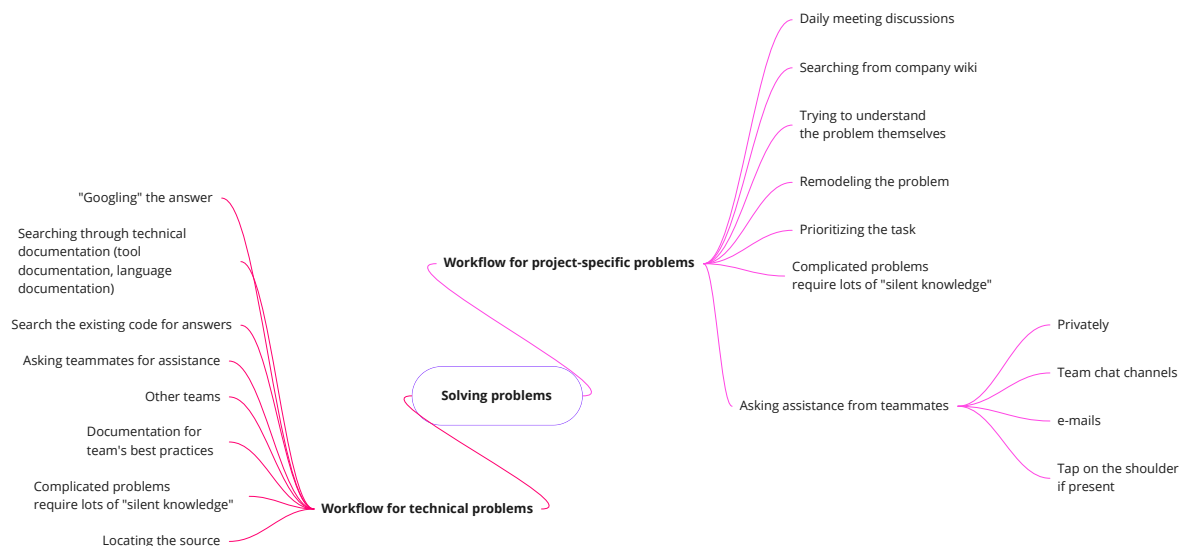 Daily meeting discussions
Searching from company wiki
Trying to understand
the problem themselves
Remodeling the problem
Prioritizing the task
Complicated problems
require lots of "silent knowledge"
Workflow for project-specific problems
Asking assistance from teammates
Privately
Team chat channels
e-mails
Tap on the shoulder
if present
Solving problems
"Googling" the answer
Searching through technical
documentation (tool
documentation, language
documentation)
Search the existing code for answers
Asking teammates for assistance
Other teams
Documentation for
team's best practices
Complicated problems
require lots of "silent knowledge"
Locating the source
Workflow for technical problems